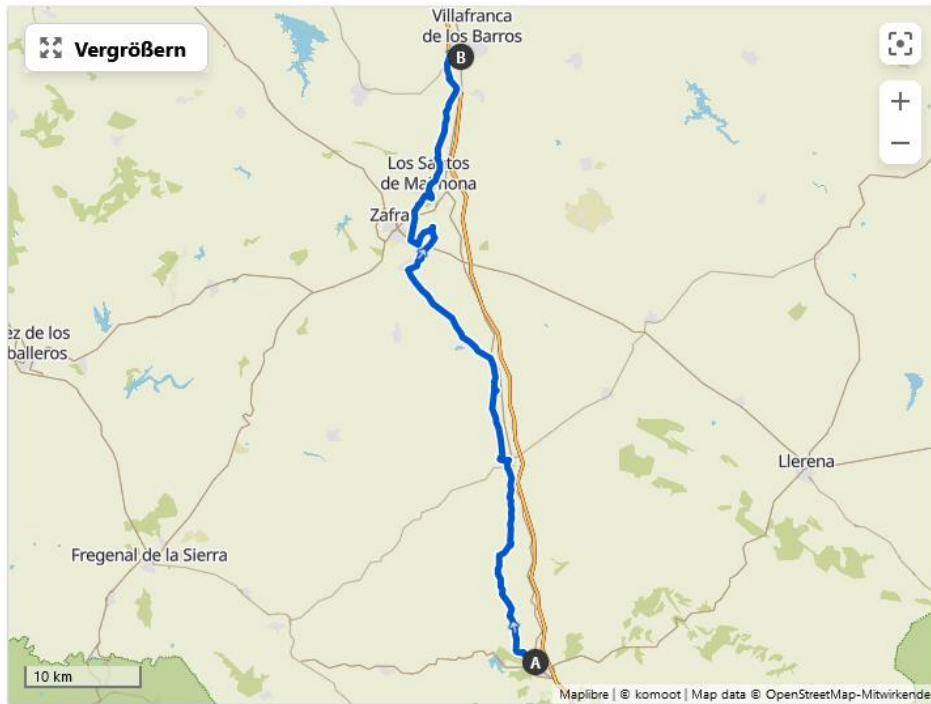 Vergrößern
Villafranca
de los Barros
B
+
−
Los Santos
de Maimona
Zafra
ez de los
balleros
Llerena
Fregenal de la Sierra
A
10 km
Maplibre | © komoot | Map data © OpenStreetMap-Mitwirkende